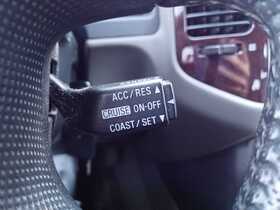 ACC/RES ▲
CRUISE ON-OFF
COAST/SET ▼